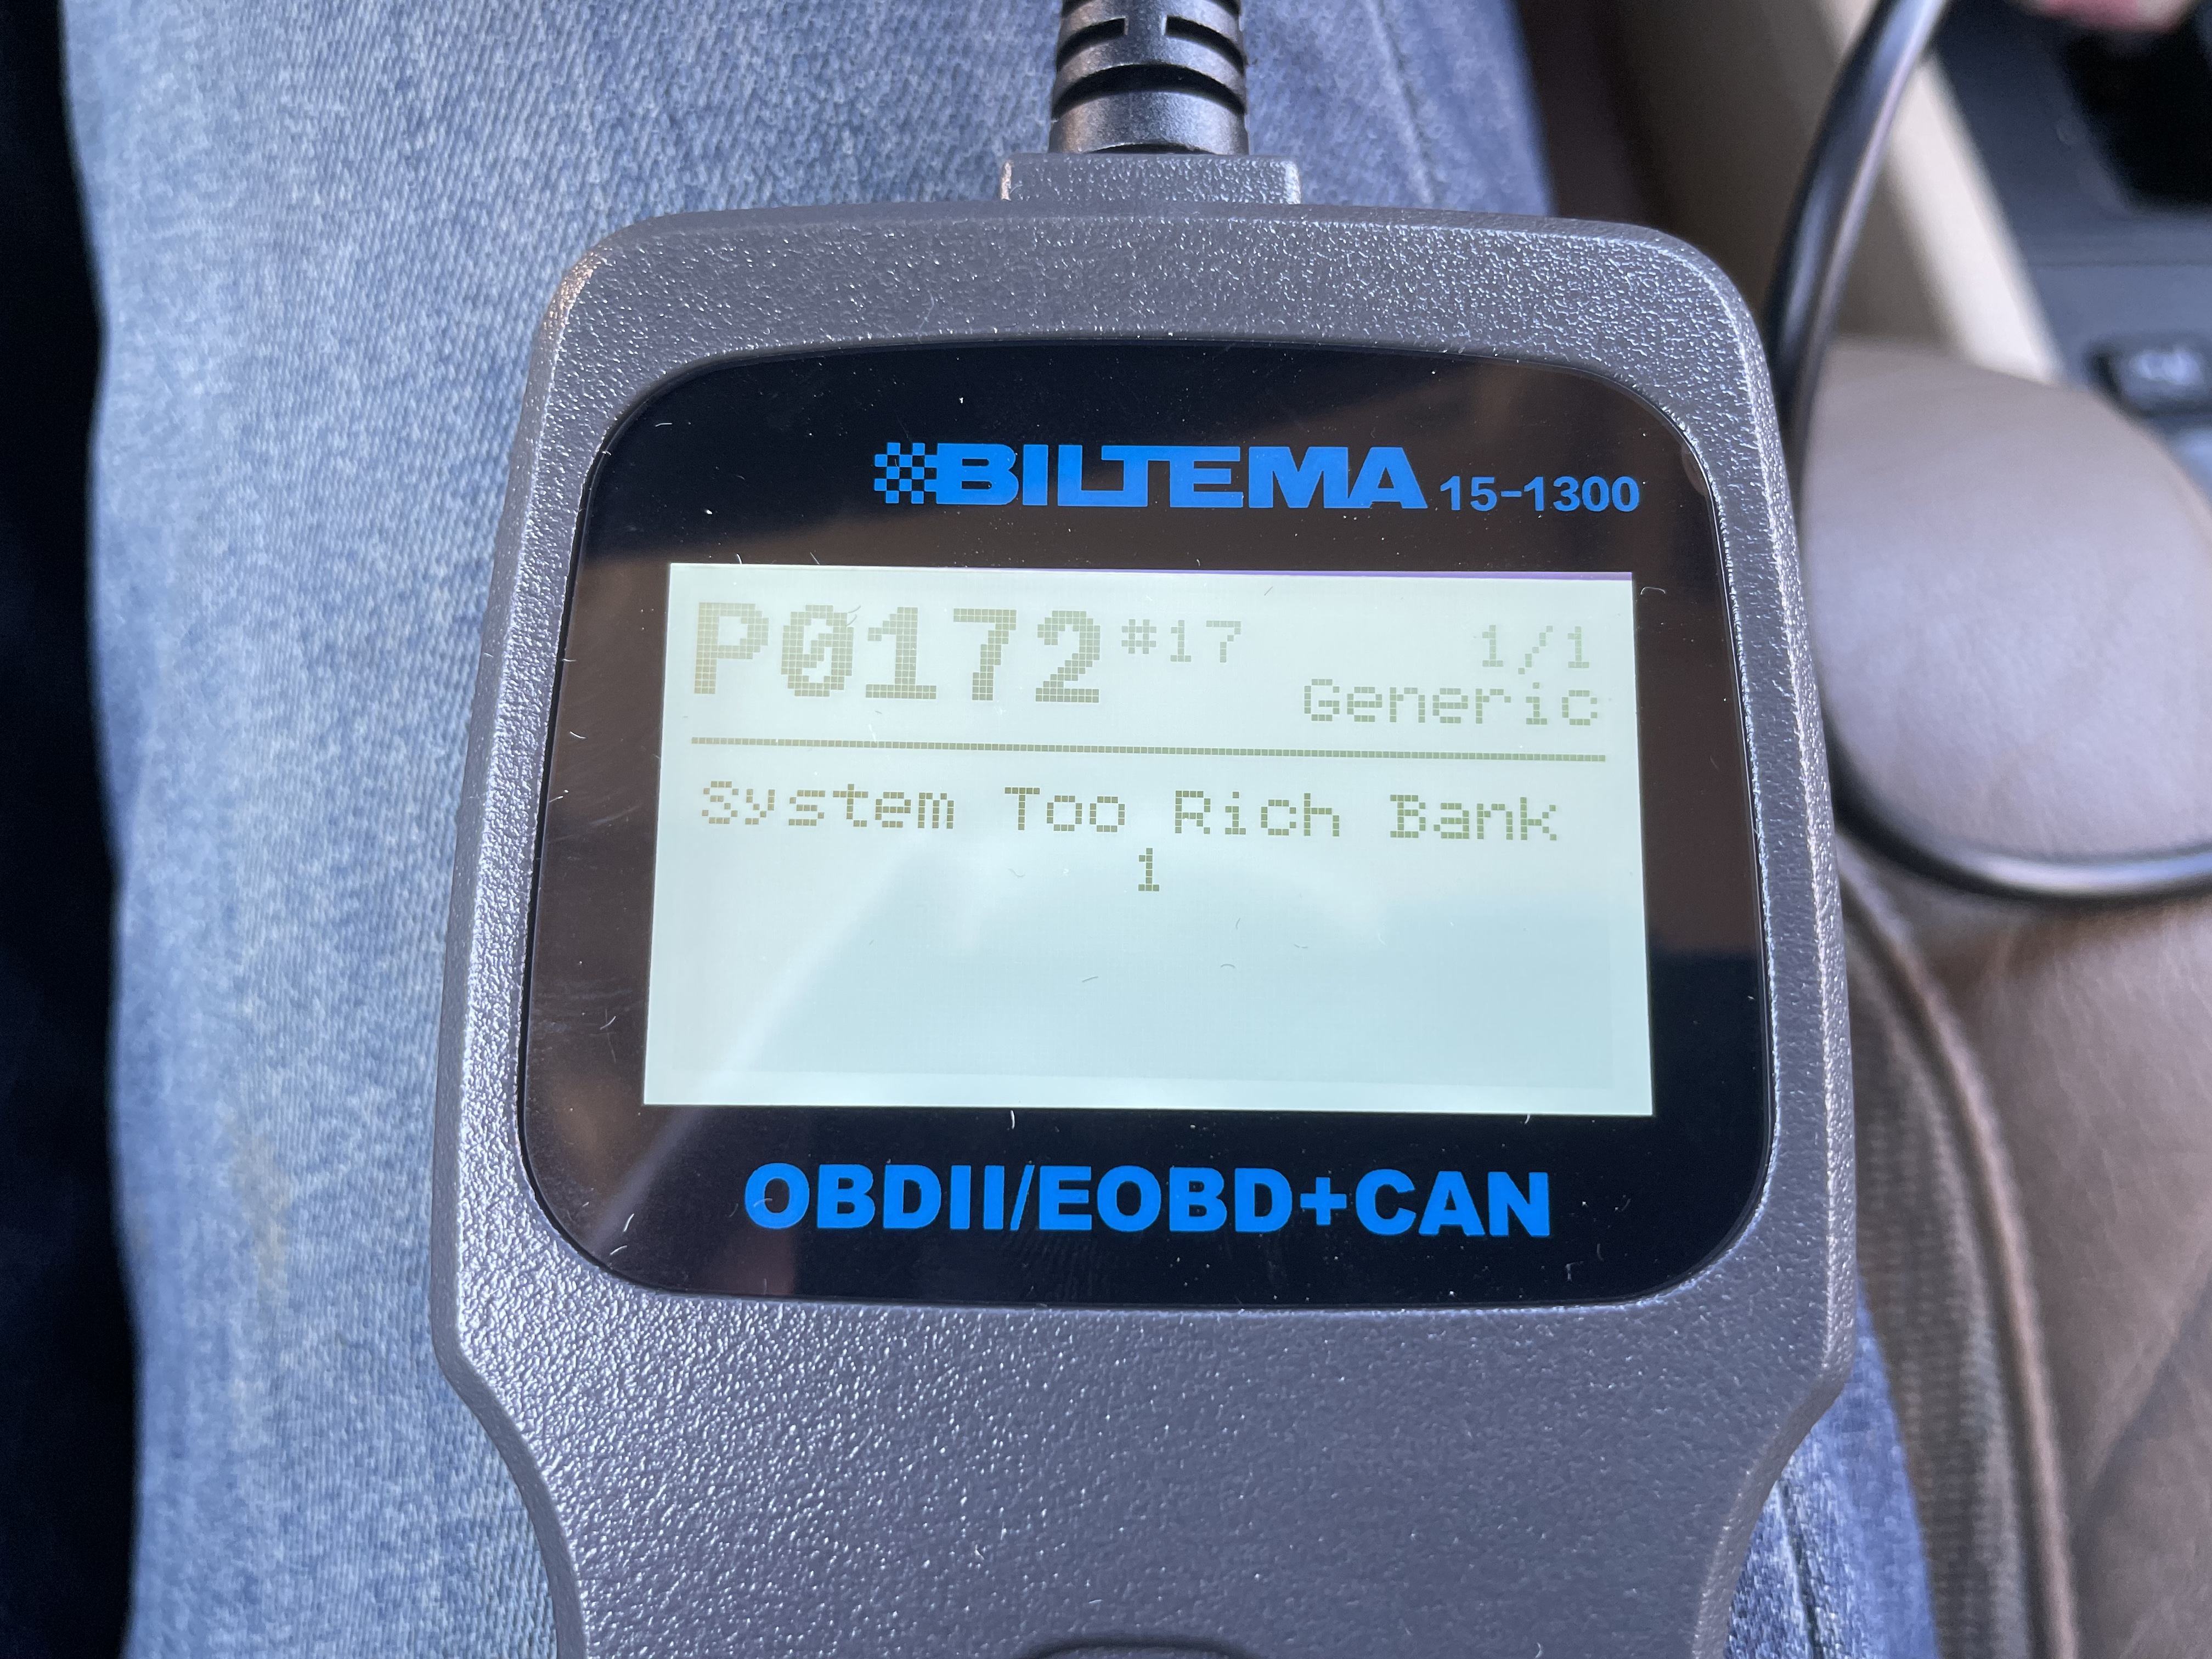 BILTEMA 15-1300
P0172 #17 1/1
Generic
System Too Rich Bank
1
OBDII/EOBD+CAN